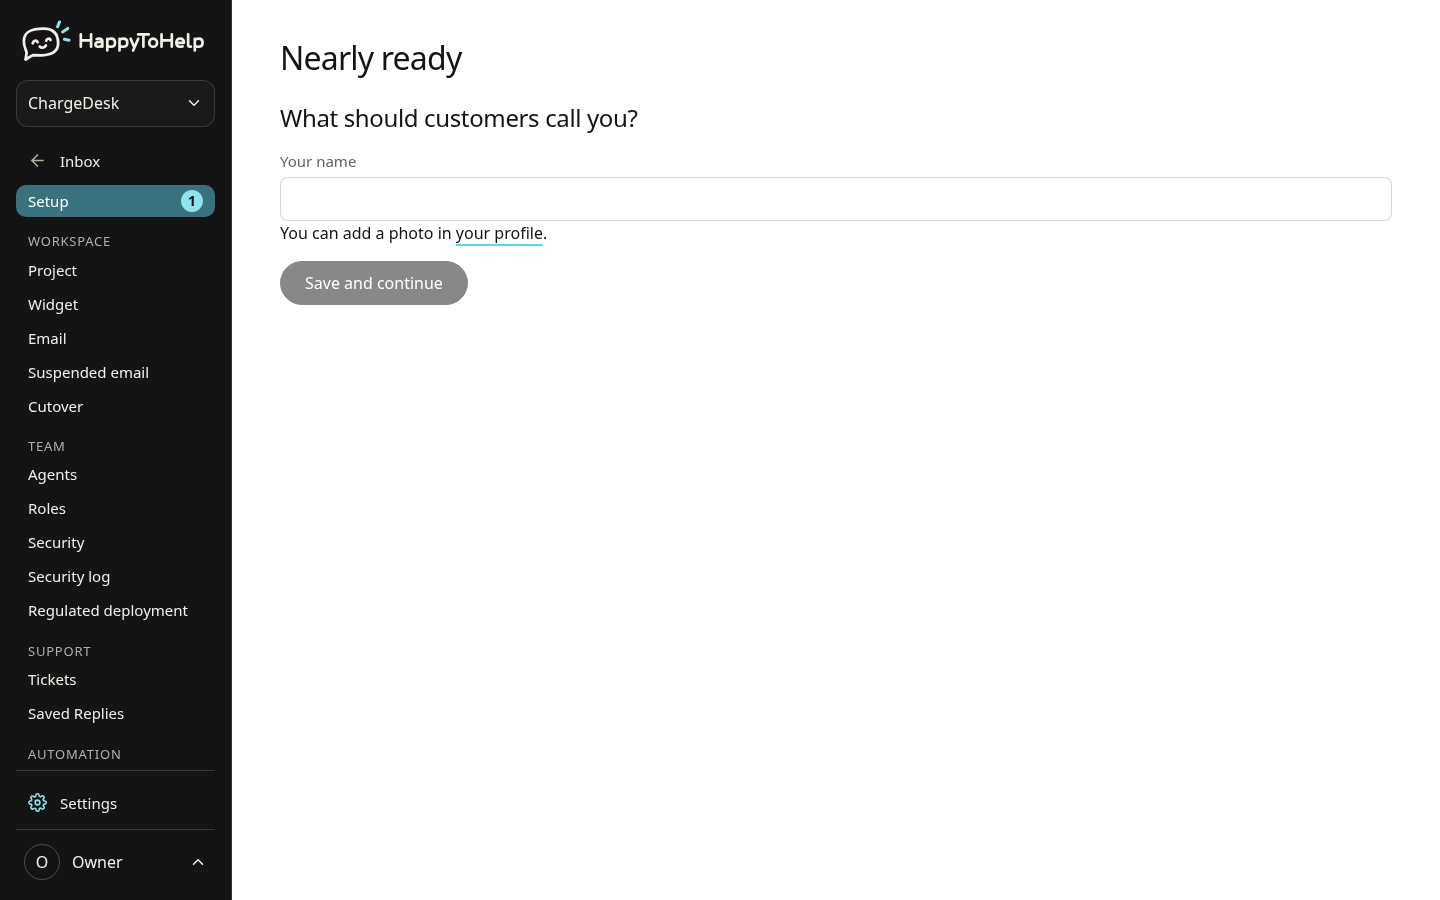 HappyToHelp
ChargeDesk
Inbox
Setup 1
WORKSPACE
Project
Widget
Email
Suspended email
Cutover
TEAM
Agents
Roles
Security
Security log
Regulated deployment
SUPPORT
Tickets
Saved Replies
AUTOMATION
Settings
O Owner
Nearly ready
What should customers call you?
Your name
You can add a photo in your profile.
Save and continue